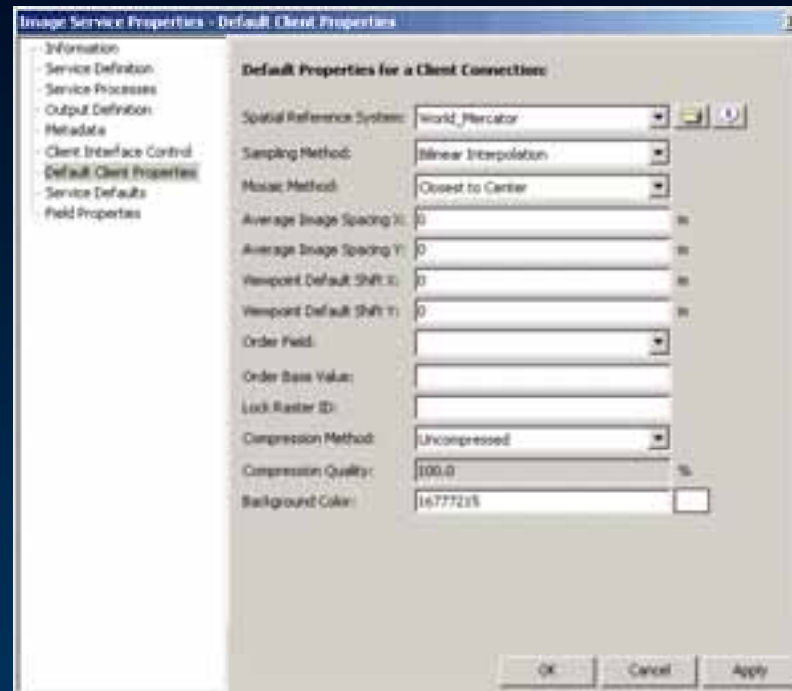 Image Service Properties - Default Client Properties
Information
Service Definition
Service Processes
Output Definition
Metadata
Client Interface Control
Default Client Properties
Service Defaults
Field Properties
Default Properties for a Client Connection:
Spatial Reference System: World_Mercator
Sampling Method: Bilinear Interpolation
Mosaic Method: Closest to Center
Average Image Spacing X: 0 m
Average Image Spacing Y: 0 m
Viewpoint Default Shift X: 0 m
Viewpoint Default Shift Y: 0 m
Order Field:
Order Base Value:
Lock Raster ID:
Compression Method: Uncompressed
Compression Quality: 100.0 %
Background Color: 16777215
OK Cancel Apply